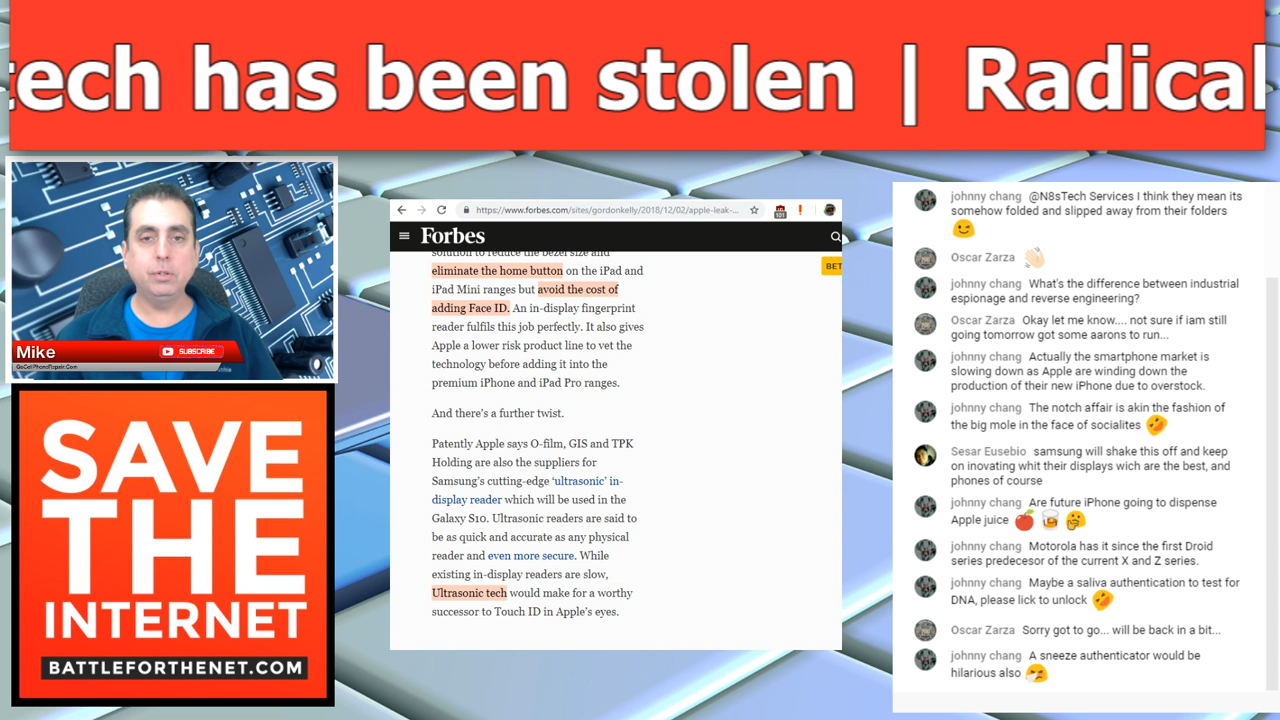 tech has been stolen | Radical
Mike
SUBSCRIBE
GoCellPhoneRepair.Com
SAVE
THE
INTERNET
BATTLEFORTHENET.COM
https://www.forbes.com/sites/gordonkelly/2018/12/02/apple-leak-...
101
Forbes
BET
solution to reduce the bezel size and
eliminate the home button on the iPad and
iPad Mini ranges but avoid the cost of
adding Face ID. An in-display fingerprint
reader fulfils this job perfectly. It also gives
Apple a lower risk product line to vet the
technology before adding it into the
premium iPhone and iPad Pro ranges.
And there's a further twist.
Patently Apple says O-film, GIS and TPK
Holding are also the suppliers for
Samsung's cutting-edge 'ultrasonic' in-
display reader which will be used in the
Galaxy S10. Ultrasonic readers are said to
be as quick and accurate as any physical
reader and even more secure. While
existing in-display readers are slow,
Ultrasonic tech would make for a worthy
successor to Touch ID in Apple's eyes.
johnny chang @N8sTech Services I think they mean its
somehow folded and slipped away from their folders
😉
Oscar Zarza 👋🏻
johnny chang What's the difference between industrial
espionage and reverse engineering?
Oscar Zarza Okay let me know.... not sure if iam still
going tomorrow got some aarons to run...
johnny chang Actually the smartphone market is
slowing down as Apple are winding down the
production of their new iPhone due to overstock.
johnny chang The notch affair is akin the fashion of
the big mole in the face of socialites 🤣
Sesar Eusebio samsung will shake this off and keep
on inovating whit their displays wich are the best, and
phones of course
johnny chang Are future iPhone going to dispense
Apple juice 🍎 🥃 🤔
johnny chang Motorola has it since the first Droid
series predecesor of the current X and Z series.
johnny chang Maybe a saliva authentication to test for
DNA, please lick to unlock 🤣
Oscar Zarza Sorry got to go... will be back in a bit...
johnny chang A sneeze authenticator would be
hilarious also 🤧